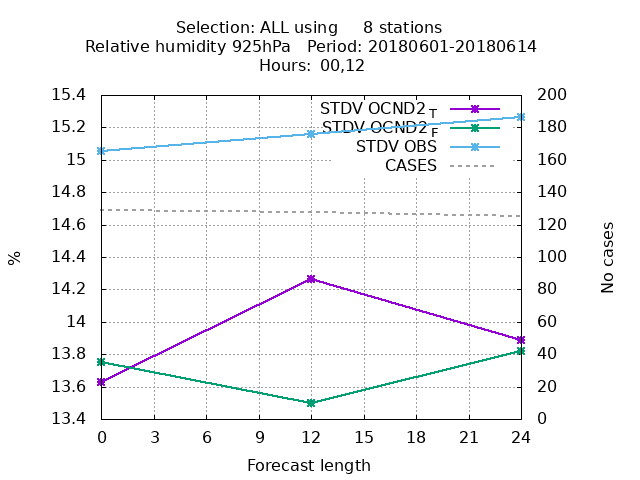 Selection: ALL using 8 stations
Relative humidity 925hPa Period: 20180601-20180614
Hours: 00,12
STDV OCND2 T
STDV OCND2 F
STDV OBS
CASES
15.4
15.2
15
14.8
14.6
14.4
14.2
14
13.8
13.6
13.4
%
200
180
160
140
120
100
80
60
40
20
0
No cases
0 3 6 9 12 15 18 21 24
Forecast length